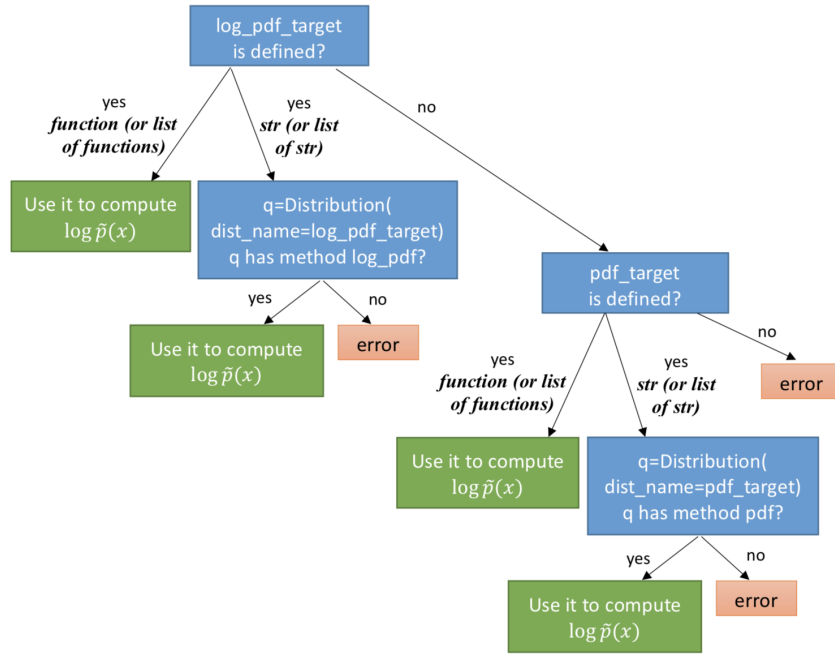 log_pdf_target
is defined?
yes
function (or list
of functions)
yes
str (or list
of str)
no
Use it to compute
log p̃(x)
q=Distribution(
dist_name=log_pdf_target)
q has method log_pdf?
yes
no
Use it to compute
log p̃(x)
error
pdf_target
is defined?
yes
function (or list
of functions)
yes
str (or list
of str)
no
error
Use it to compute
log p̃(x)
q=Distribution(
dist_name=pdf_target)
q has method pdf?
yes
no
Use it to compute
log p̃(x)
error